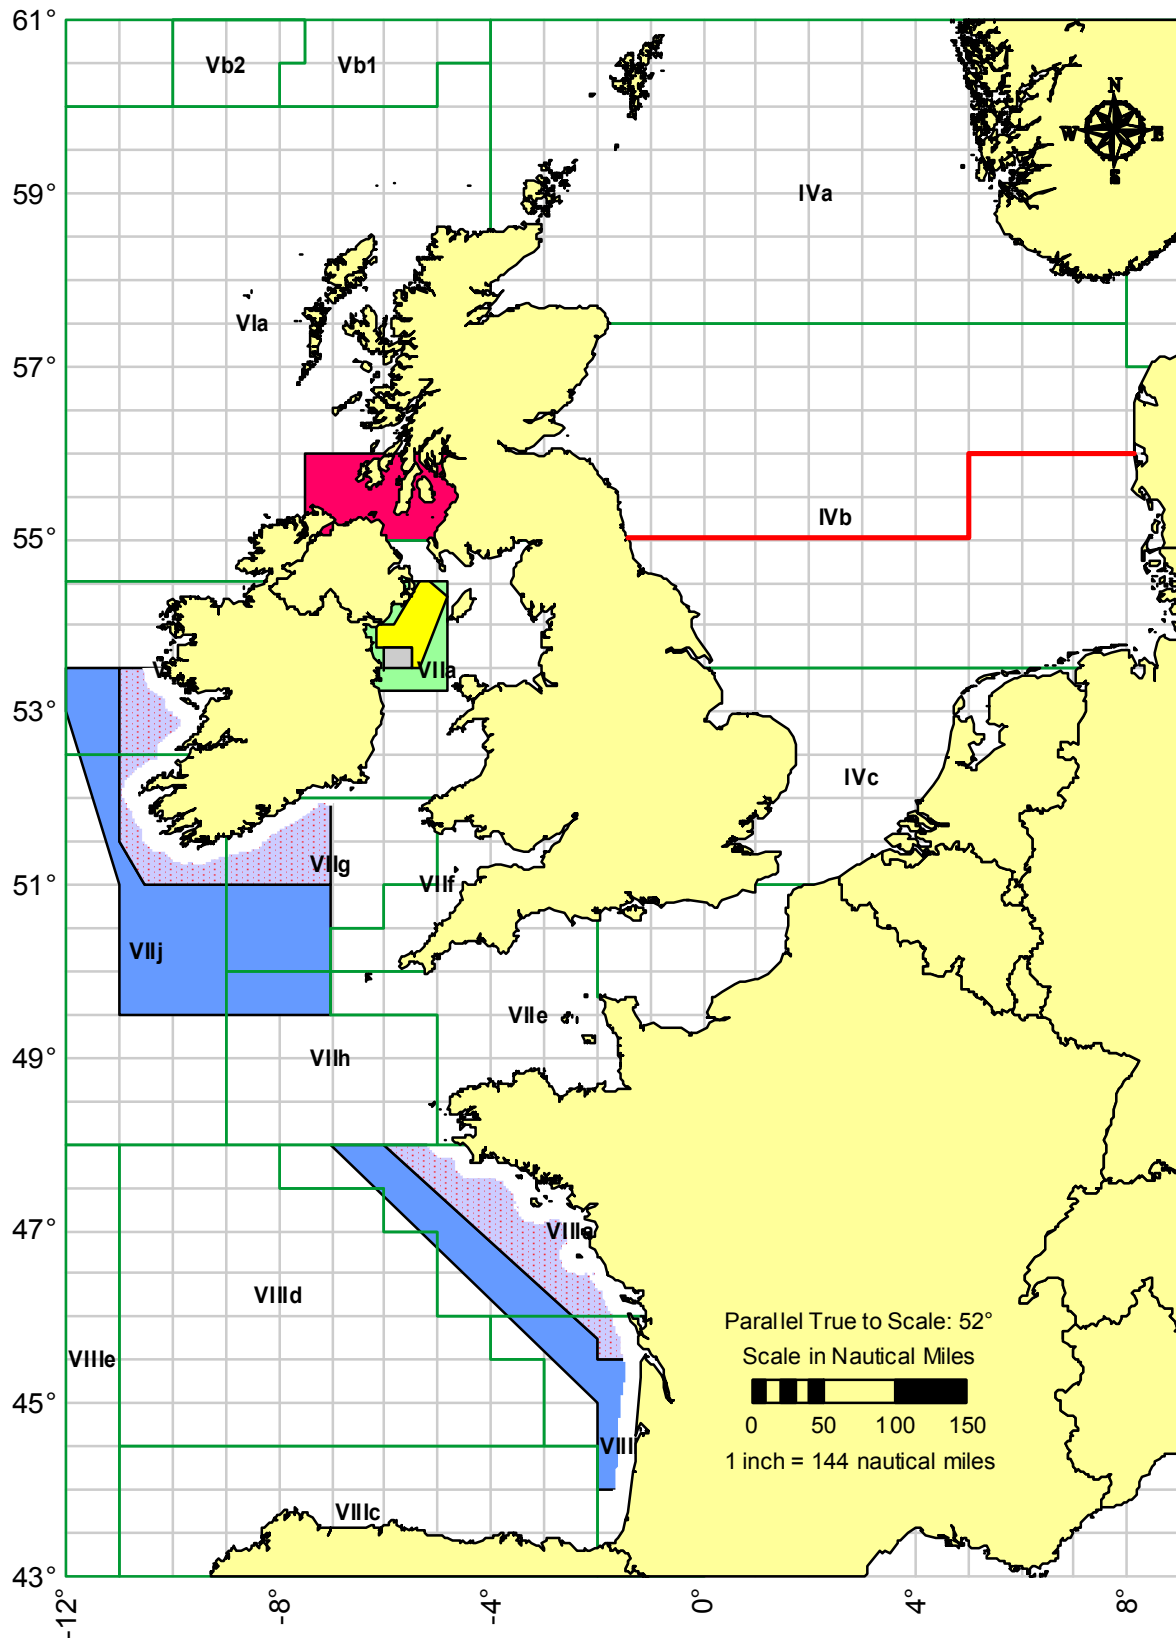 61°
Vb2
Vb1
N
W
E
S
59°
IVa
VIa
57°
IVb
55°
VIIa
53°
IVc
VIIg
51°
VIIf
VIIj
VIIe
49°
VIIh
47°
VIIIa
VIIId
Parallel True to Scale: 52°
VIIIe
Scale in Nautical Miles
45°
0 50 100 150
VIII
1 inch = 144 nautical miles
VIIIc
43°
-12° -8° -4° 0 4° 8°